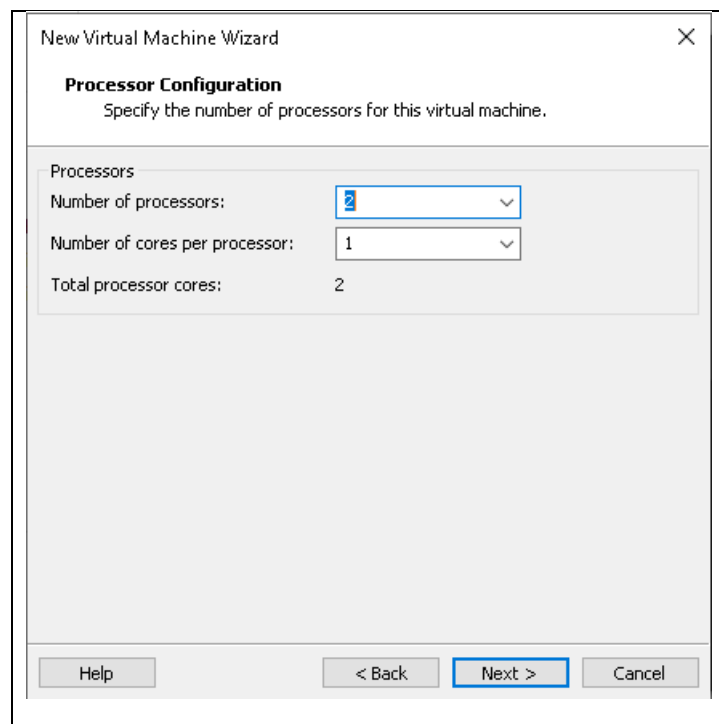 New Virtual Machine Wizard
Processor Configuration
Specify the number of processors for this virtual machine.
Processors
Number of processors: 2
Number of cores per processor: 1
Total processor cores: 2
Help < Back Next > Cancel